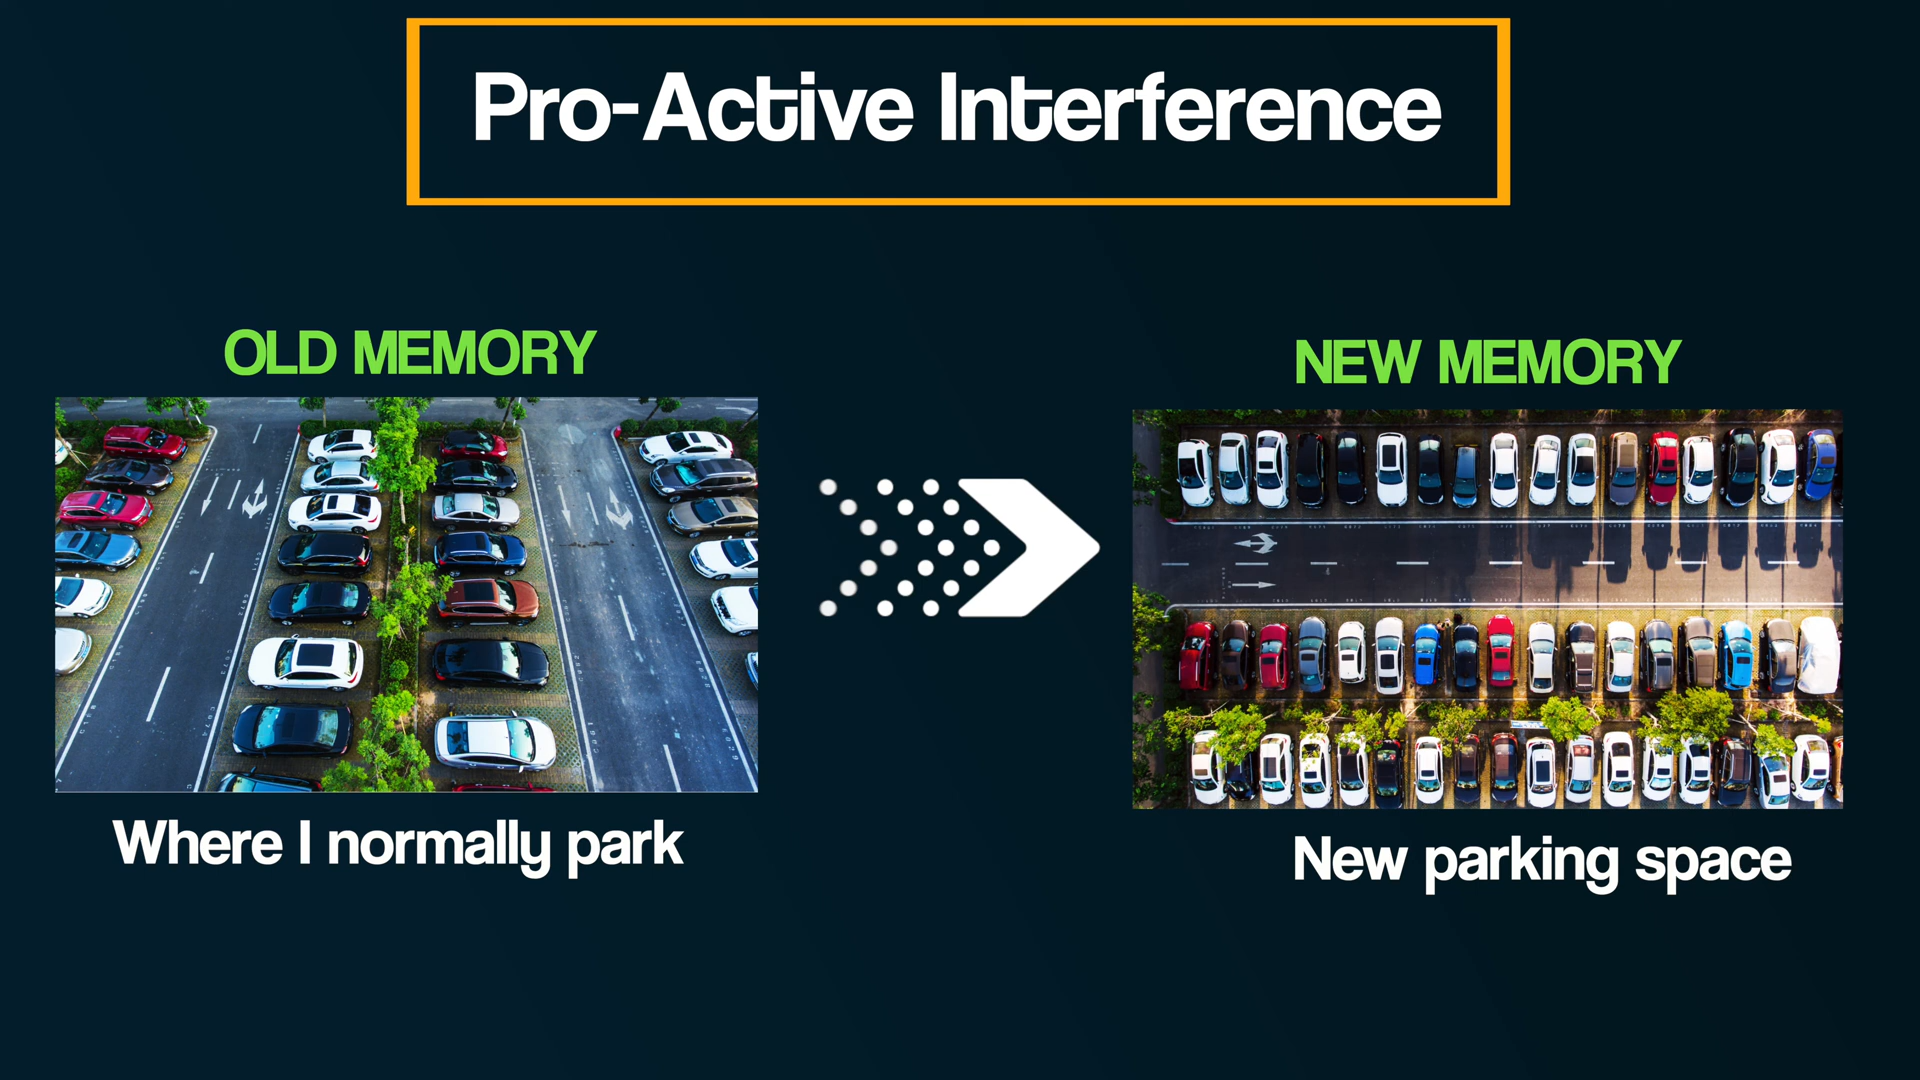 Pro-Active Interference
OLD MEMORY
NEW MEMORY
Where I normally park
New parking space